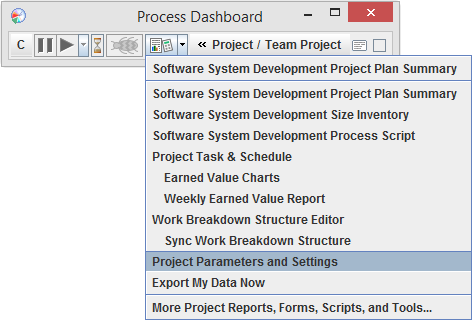 Process Dashboard
C « Project / Team Project
Software System Development Project Plan Summary
Software System Development Project Plan Summary
Software System Development Size Inventory
Software System Development Process Script
Project Task & Schedule
Earned Value Charts
Weekly Earned Value Report
Work Breakdown Structure Editor
Sync Work Breakdown Structure
Project Parameters and Settings
Export My Data Now
More Project Reports, Forms, Scripts, and Tools...